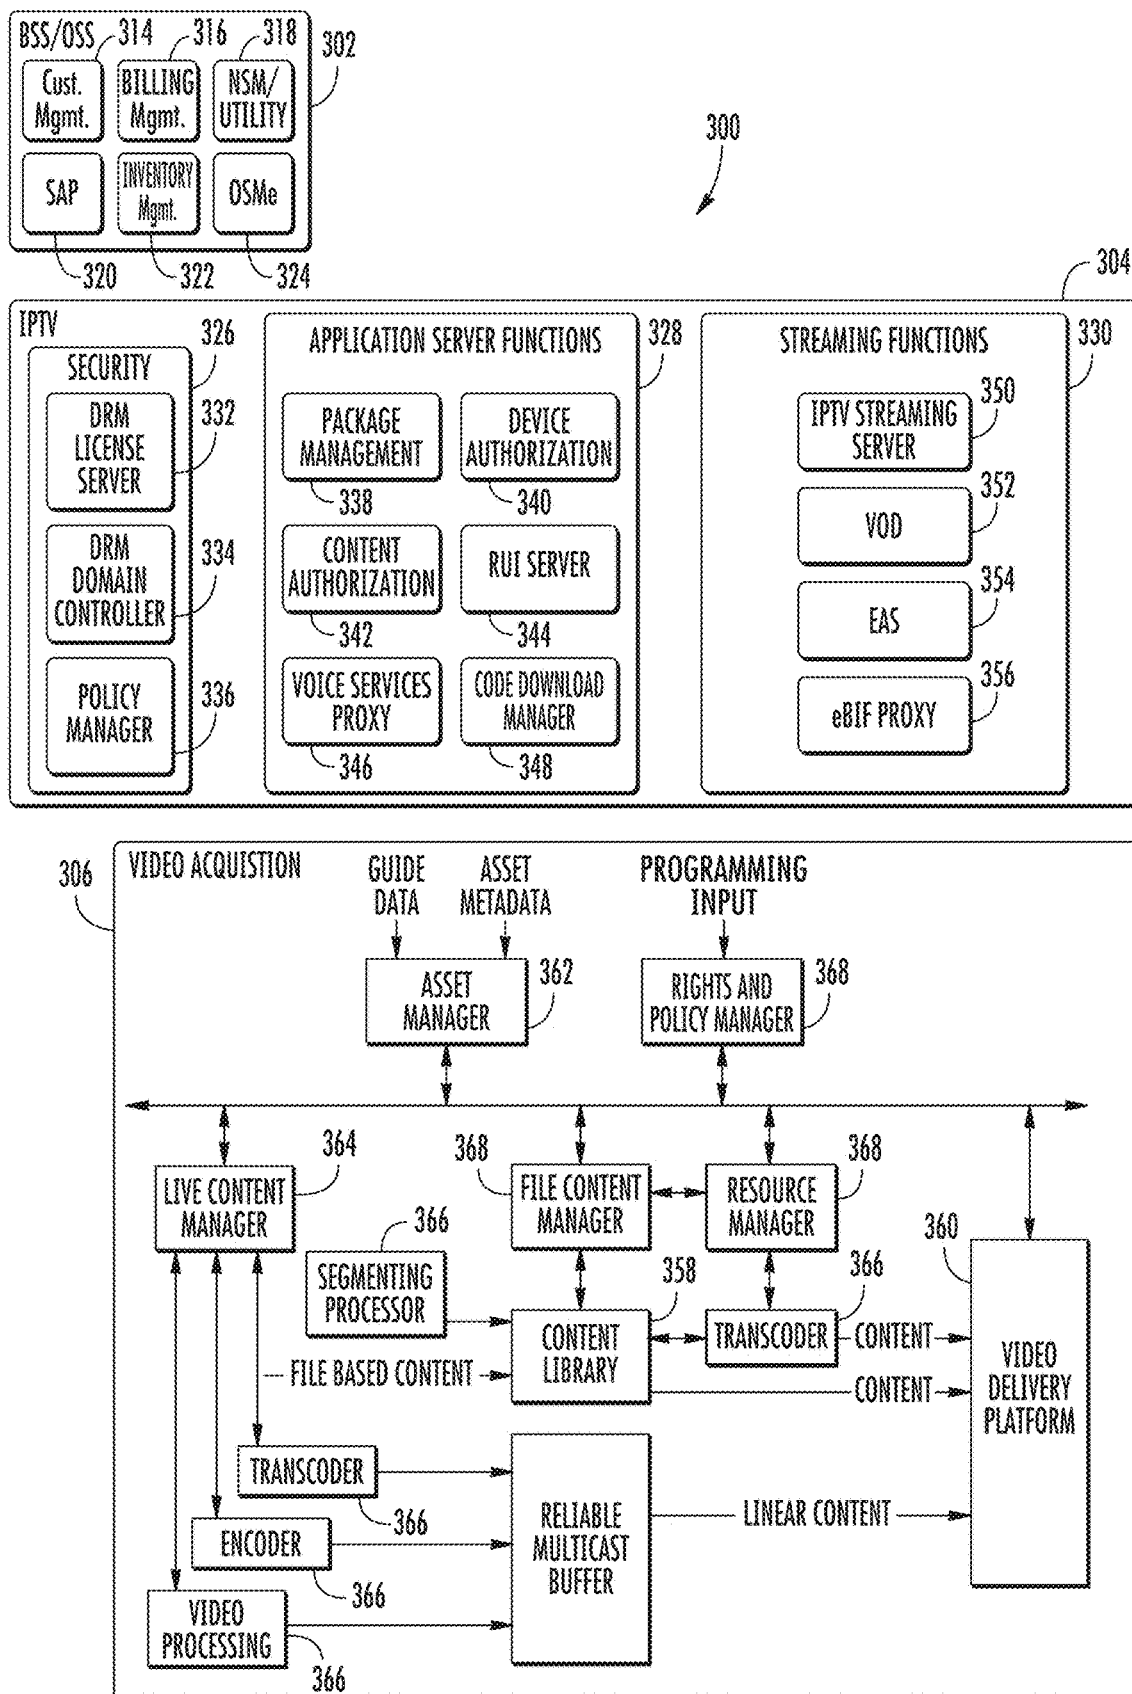 BSS/OSS 314 316 318 302
Cust.
Mgmt.
BILLING
Mgmt.
NSM/
UTILITY
SAP
INVENTORY
Mgmt.
OSMe
320 322 324
300
304
IPTV
326
SECURITY
DRM
LICENSE
SERVER
332
DRM
DOMAIN
CONTROLLER
334
POLICY
MANAGER
336
APPLICATION SERVER FUNCTIONS
328
PACKAGE
MANAGEMENT
338
DEVICE
AUTHORIZATION
340
CONTENT
AUTHORIZATION
342
RUI SERVER
344
VOICE SERVICES
PROXY
346
CODE DOWNLOAD
MANAGER
348
STREAMING FUNCTIONS
330
IPTV STREAMING
SERVER
350
VOD
352
EAS
354
eBIF PROXY
356
306
VIDEO ACQUISTION
GUIDE
DATA
ASSET
METADATA
PROGRAMMING
INPUT
ASSET
MANAGER
362
RIGHTS AND
POLICY MANAGER
368
LIVE CONTENT
MANAGER
364
FILE CONTENT
MANAGER
368
RESOURCE
MANAGER
368
366
SEGMENTING
PROCESSOR
358
CONTENT
LIBRARY
366
TRANSCODER
CONTENT
360
VIDEO
DELIVERY
PLATFORM
FILE BASED CONTENT
CONTENT
TRANSCODER
366
ENCODER
366
VIDEO
PROCESSING
366
RELIABLE
MULTICAST
BUFFER
LINEAR CONTENT